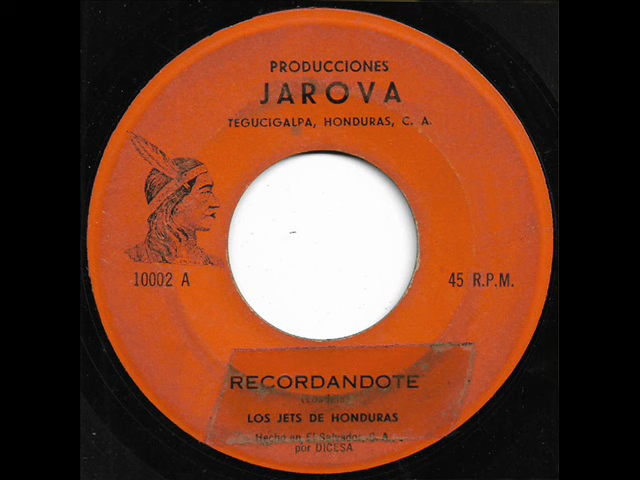 PRODUCCIONES
JAROVA
TEGUCIGALPA, HONDURAS, C. A.
10002 A
45 R.P.M.
RECORDANDOTE
LOS JETS DE HONDURAS
Hecho en El Salvador, C. A.
por DICESA